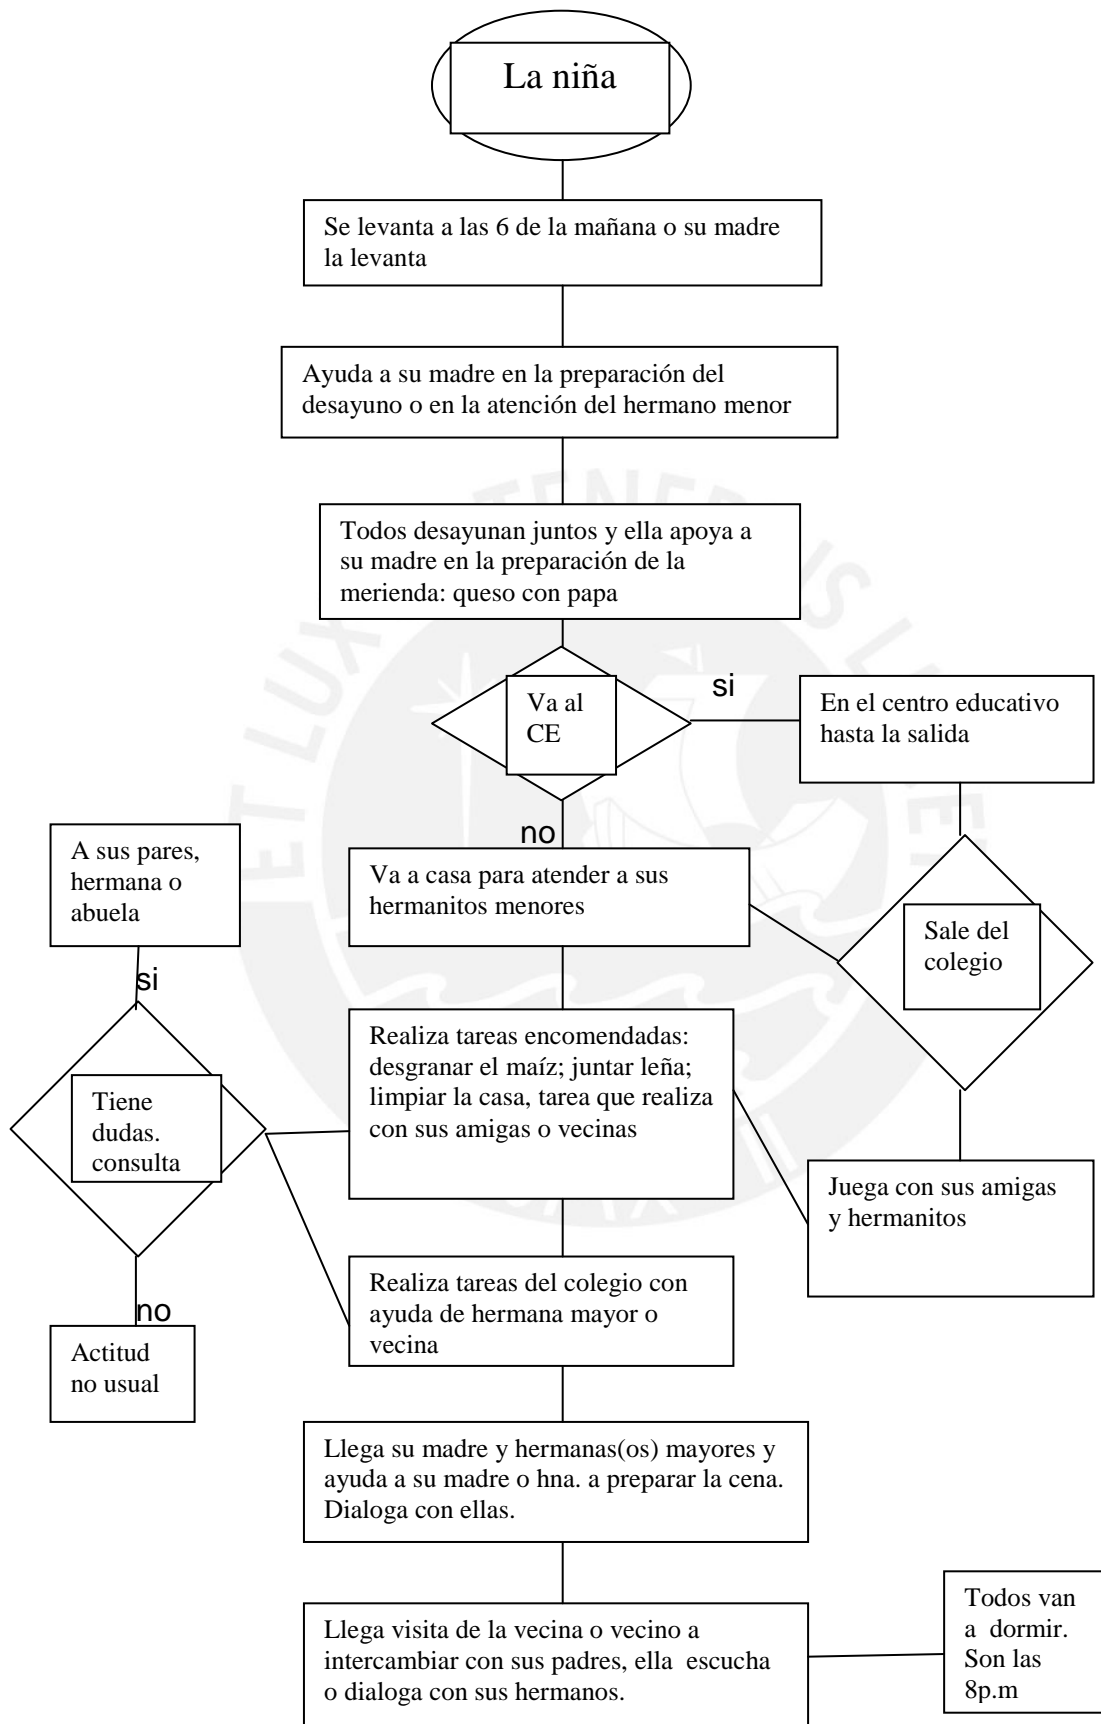 La niña
Se levanta a las 6 de la mañana o su madre
la levanta
Ayuda a su madre en la preparación del
desayuno o en la atención del hermano menor
Todos desayunan juntos y ella apoya a
su madre en la preparación de la
merienda: queso con papa
Va al
CE
si
En el centro educativo
hasta la salida
no
A sus pares,
hermana o
abuela
Va a casa para atender a sus
hermanitos menores
Sale del
colegio
si
Realiza tareas encomendadas:
desgranar el maíz; juntar leña;
limpiar la casa, tarea que realiza
con sus amigas o vecinas
Tiene
dudas.
consulta
Juega con sus amigas
y hermanitos
Realiza tareas del colegio con
ayuda de hermana mayor o
vecina
no
Actitud
no usual
Llega su madre y hermanas(os) mayores y
ayuda a su madre o hna. a preparar la cena.
Dialoga con ellas.
Llega visita de la vecina o vecino a
intercambiar con sus padres, ella  escucha
o dialoga con sus hermanos.
Todos van
a  dormir.
Son las
8p.m